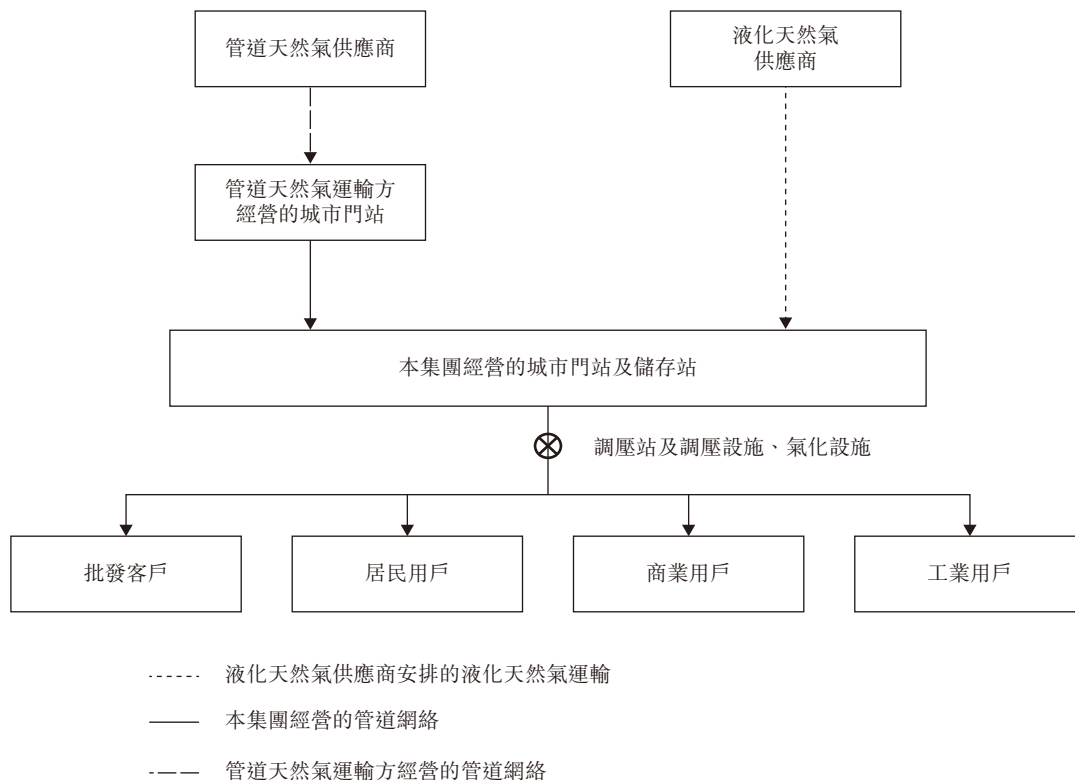 管道天然氣供應商
液化天然氣
供應商
管道天然氣運輸方
經營的城市門站
本集團經營的城市門站及儲存站
調壓站及調壓設施、氣化設施
批發客戶
居民用戶
商業用戶
工業用戶
液化天然氣供應商安排的液化天然氣運輸
本集團經營的管道網絡
管道天然氣運輸方經營的管道網絡